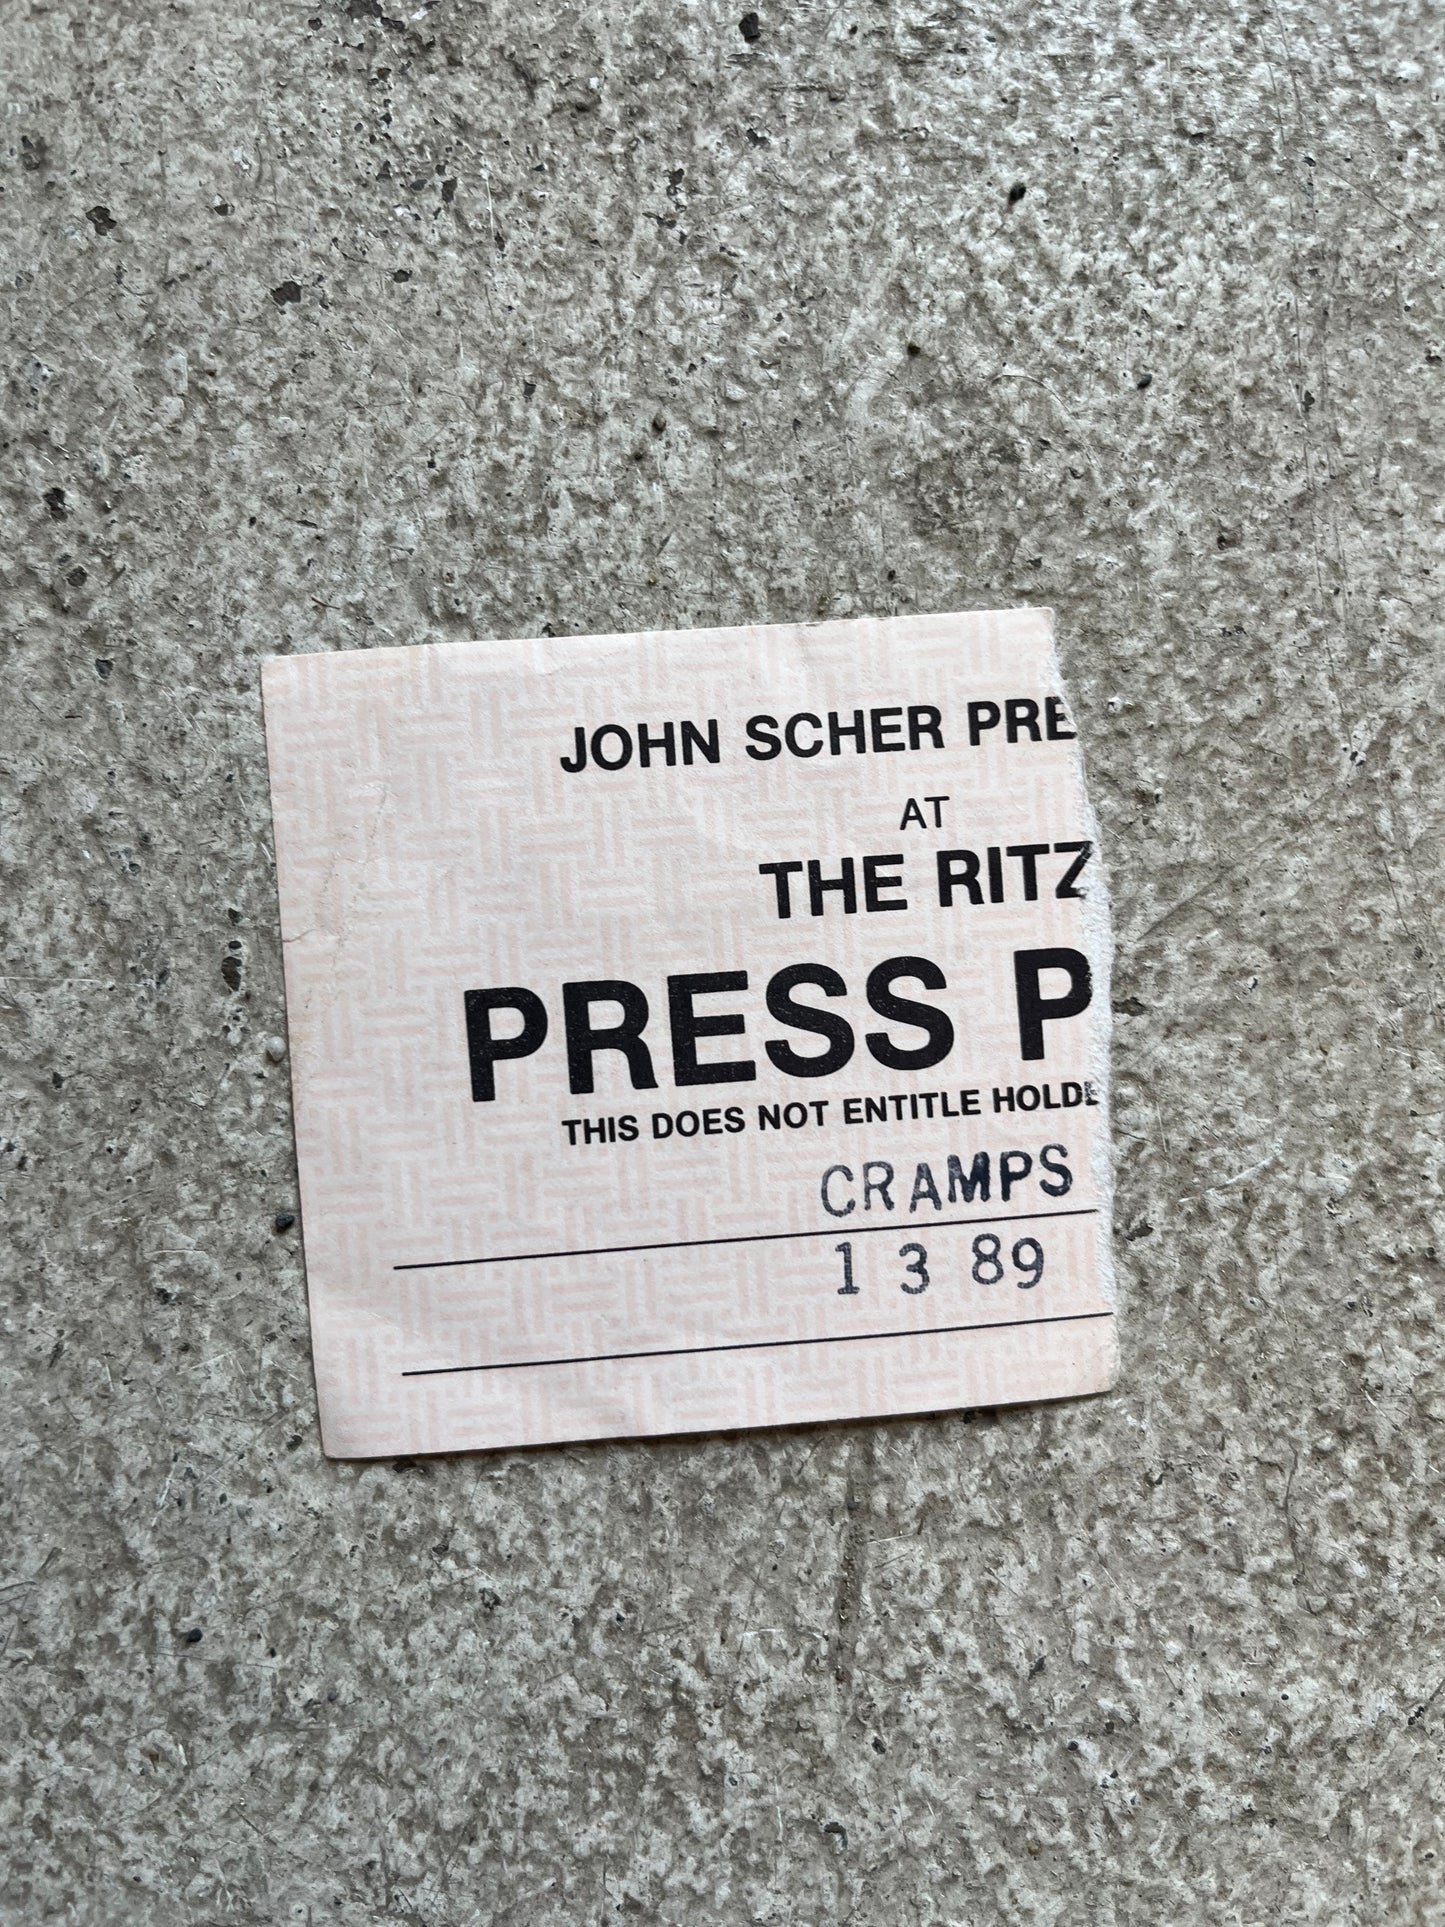 JOHN SCHER PRE
AT
THE RITZ
PRESS P
THIS DOES NOT ENTITLE HOLDE
CRAMPS
1 3 89